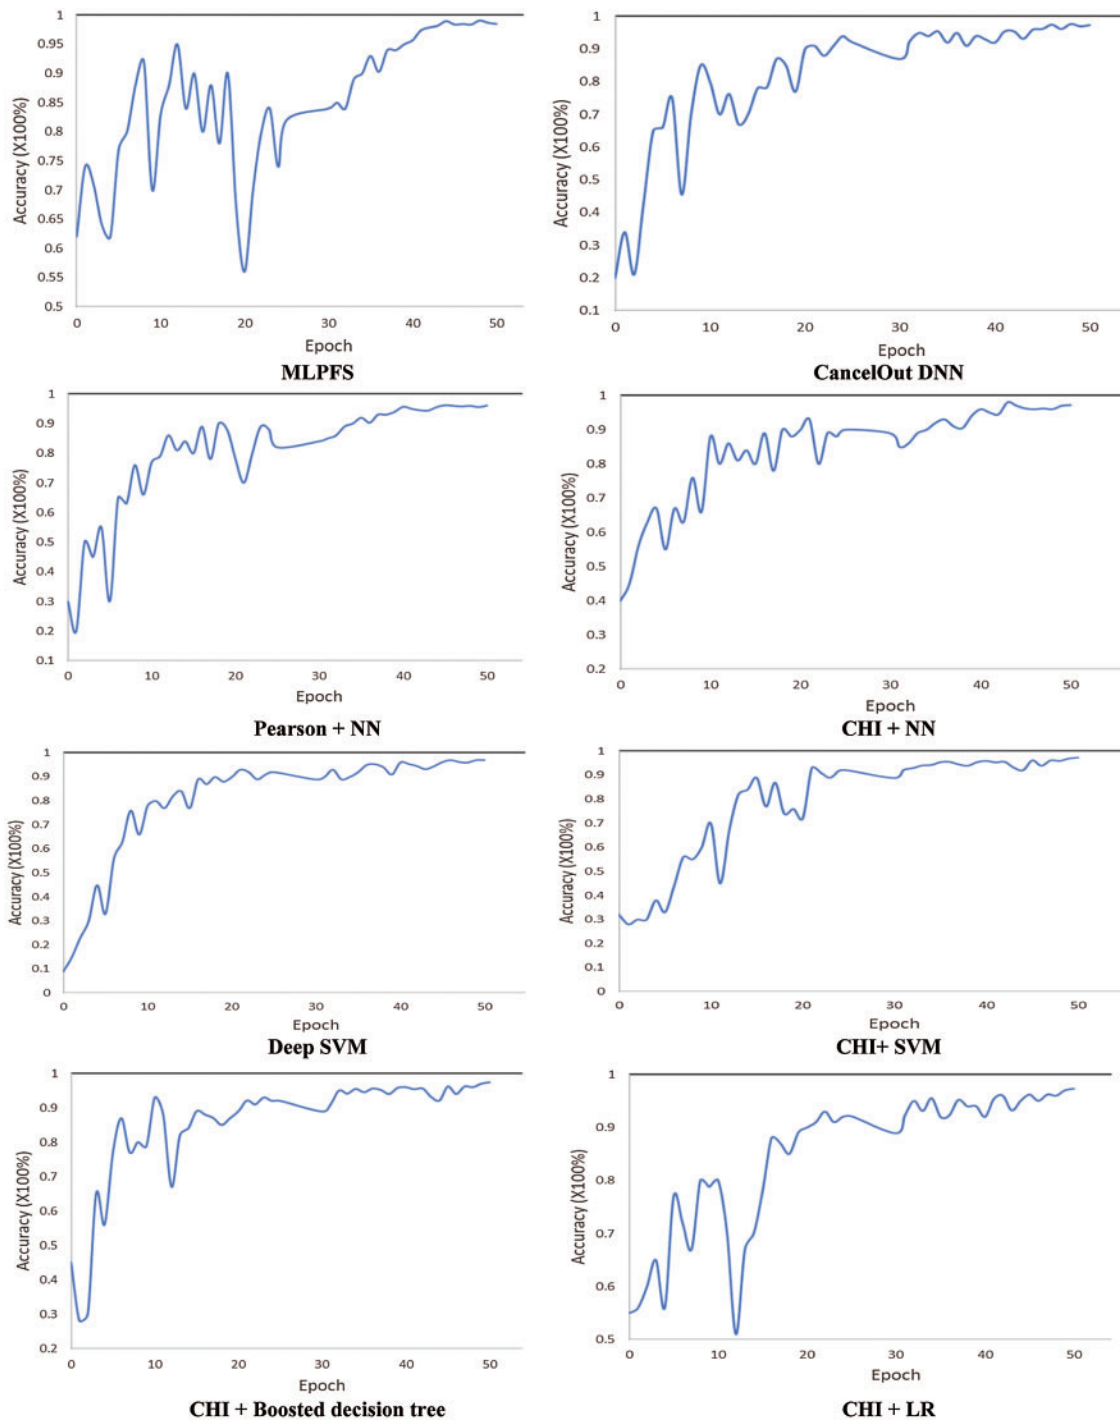 1
0.95
0.9
0.85
0.8
0.75
0.7
0.65
0.6
0.55
0.5
Accuracy (X100%)
0 10 20 30 40 50
Epoch
MLPFS
1
0.9
0.8
0.7
0.6
0.5
0.4
0.3
0.2
0.1
Accuracy (X100%)
0 10 20 30 40 50
Epoch
CancelOut DNN
1
0.9
0.8
0.7
0.6
0.5
0.4
0.3
0.2
0.1
Accuracy (X100%)
0 10 20 30 40 50
Epoch
Pearson + NN
1
0.9
0.8
0.7
0.6
0.5
0.4
0.3
0.2
Accuracy (X100%)
0 10 20 30 40 50
Epoch
CHI + NN
1
0.9
0.8
0.7
0.6
0.5
0.4
0.3
0.2
0.1
0
Accuracy (X100%)
0 10 20 30 40 50
Epoch
Deep SVM
1
0.9
0.8
0.7
0.6
0.5
0.4
0.3
0.2
0.1
0
Accuracy (X100%)
0 10 20 30 40 50
Epoch
CHI+ SVM
1
0.9
0.8
0.7
0.6
0.5
0.4
0.3
0.2
Accuracy (X100%)
0 10 20 30 40 50
Epoch
CHI + Boosted decision tree
1
0.9
0.8
0.7
0.6
0.5
Accuracy (X100%)
0 10 20 30 40 50
Epoch
CHI + LR